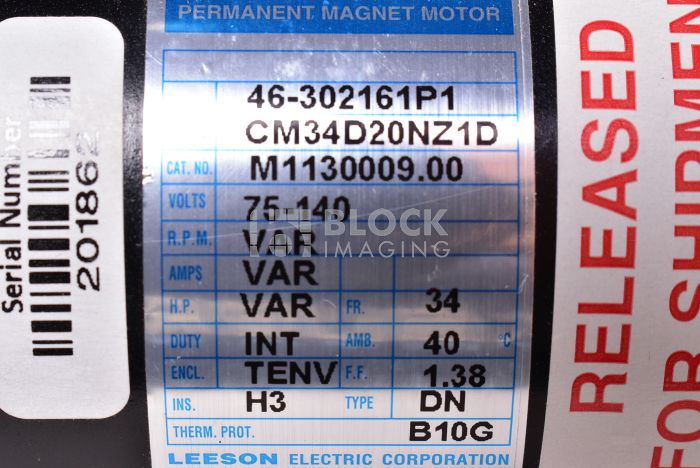 PERMANENT MAGNET MOTOR
46-302161P1
CM34D20NZ1D
CAT. NO. M1130009.00
VOLTS 75-140
R.P.M. VAR
AMPS VAR
H.P. VAR FR. 34
DUTY INT AMB. 40 °C
ENCL. TENV F.F. 1.38
INS. H3 TYPE DN
THERM. PROT. B10G
LEESON ELECTRIC CORPORATION
Serial Number
201862
RELEASED
FOR SHIPMEN
BLOCK
IMAGING